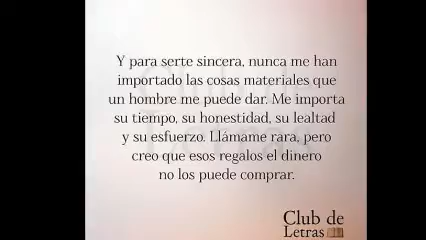 Y para serte sincera, nunca me han
importado las cosas materiales que
un hombre me puede dar. Me importa
su tiempo, su honestidad, su lealtad
y su esfuerzo. Llámame rara, pero
creo que esos regalos el dinero
no los puede comprar.
Club de
Letras